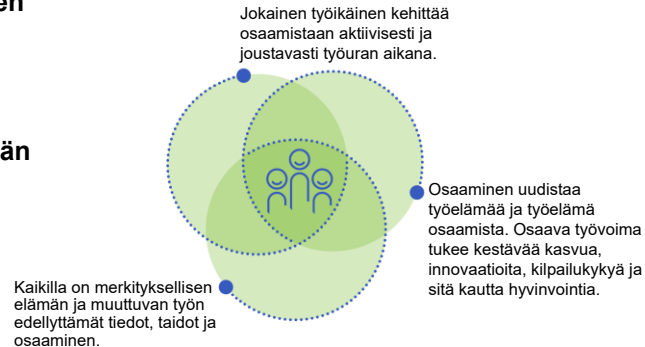 en
Jokainen työikäinen kehittää
osaamistaan aktiivisesti ja
joustavasti työuran aikana.
än
Osaaminen uudistaa
työelämää ja työelämä
osaamista. Osaava työvoima
tukee kestävää kasvua,
innovaatioita, kilpailukykyä ja
sitä kautta hyvinvointia.
Kaikilla on merkityksellisen
elämän ja muuttuvan työn
edellyttämät tiedot, taidot ja
osaaminen.